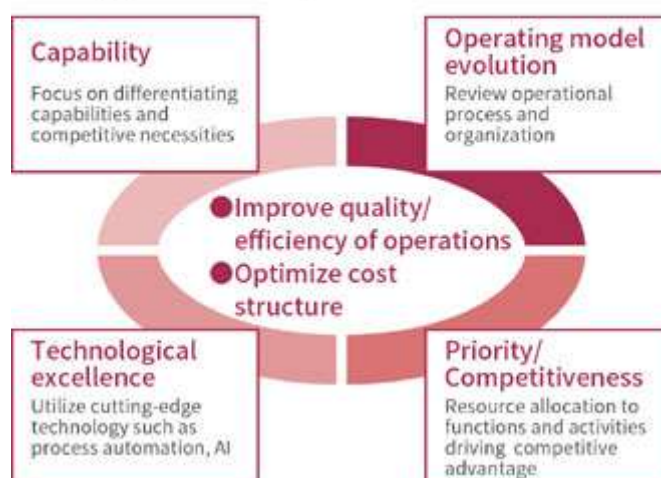 Capability
Focus on differentiating
capabilities and
competitive necessities
Operating model
evolution
Review operational
process and
organization
●Improve quality/
efficiency of operations
●Optimize cost
structure
Technological
excellence
Utilize cutting-edge
technology such as
process automation, AI
Priority/
Competitiveness
Resource allocation to
functions and activities
driving competitive
advantage